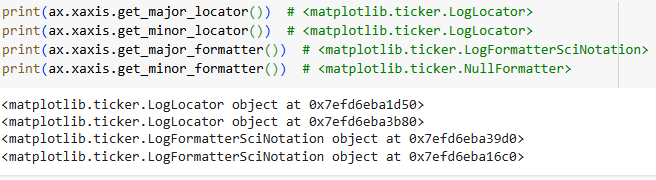 print(ax.xaxis.get_major_locator())  # <matplotlib.ticker.LogLocator>
print(ax.xaxis.get_minor_locator())  # <matplotlib.ticker.LogLocator>
print(ax.xaxis.get_major_formatter())  # <matplotlib.ticker.LogFormatterSciNotation>
print(ax.xaxis.get_minor_formatter())  # <matplotlib.ticker.NullFormatter>
<matplotlib.ticker.LogLocator object at 0x7efd6eba1d50>
<matplotlib.ticker.LogLocator object at 0x7efd6eba3b80>
<matplotlib.ticker.LogFormatterSciNotation object at 0x7efd6eba39d0>
<matplotlib.ticker.LogFormatterSciNotation object at 0x7efd6eba16c0>